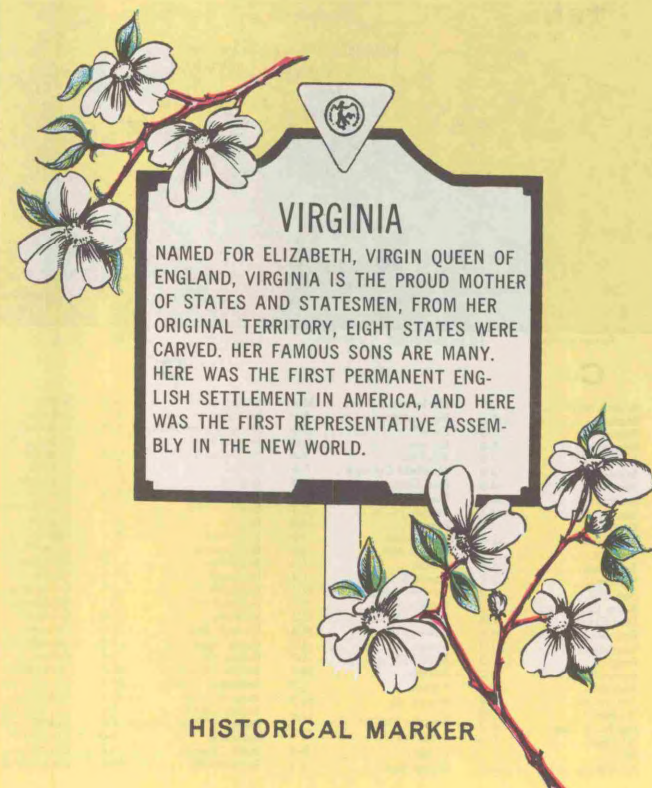 VIRGINIA
NAMED FOR ELIZABETH, VIRGIN QUEEN OF
ENGLAND, VIRGINIA IS THE PROUD MOTHER
OF STATES AND STATESMEN, FROM HER
ORIGINAL TERRITORY, EIGHT STATES WERE
CARVED. HER FAMOUS SONS ARE MANY.
HERE WAS THE FIRST PERMANENT ENG-
LISH SETTLEMENT IN AMERICA, AND HERE
WAS THE FIRST REPRESENTATIVE ASSEM-
BLY IN THE NEW WORLD.
HISTORICAL MARKER